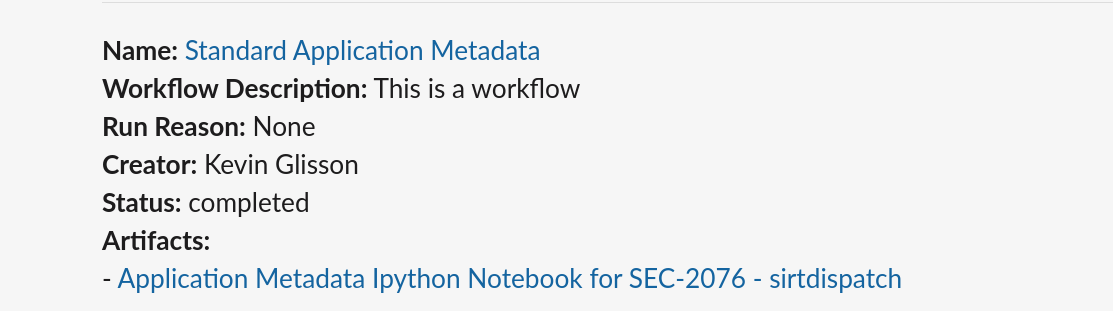 Name: Standard Application Metadata
Workflow Description: This is a workflow
Run Reason: None
Creator: Kevin Glisson
Status: completed
Artifacts:
- Application Metadata Ipython Notebook for SEC-2076 - sirtdispatch